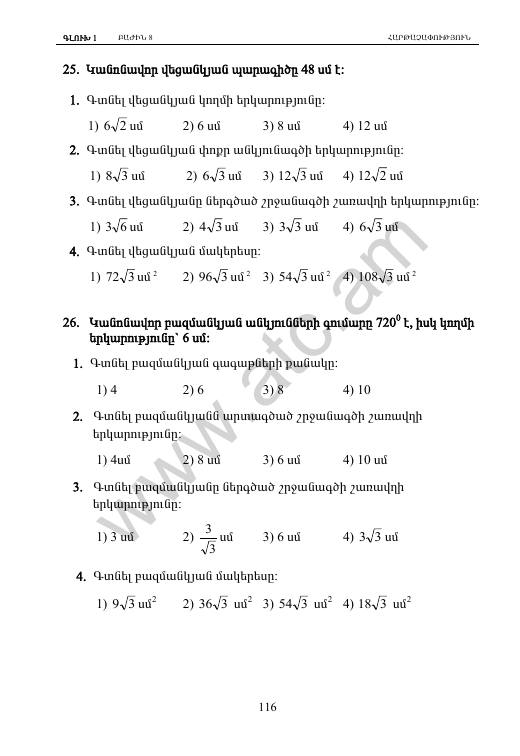 ԳԼՈՒԽ 1 ԲԱԺԻՆ 8 ՀԱՐԹԱՉԱՓՈՒԹՅՈՒՆ
25. Կանոնավոր վեցանկյան պարագիծը 48 սմ է:
1. Գտնել վեցանկյան կողմի երկարությունը:
1) 6√2 սմ 2) 6 սմ 3) 8 սմ 4) 12 սմ
2. Գտնել վեցանկյան փոքր անկյունագծի երկարությունը:
1) 8√3 սմ 2) 6√3 սմ 3) 12√3 սմ 4) 12√2 սմ
3. Գտնել վեցանկյանը ներգծած շրջանագծի շառավղի երկարությունը:
1) 3√6 սմ 2) 4√3 սմ 3) 3√3 սմ 4) 6√3 սմ
4. Գտնել վեցանկյան մակերեսը:
1) 72√3 սմ² 2) 96√3 սմ² 3) 54√3 սմ² 4) 108√3 սմ²
26. Կանոնավոր բազմանկյան անկյունների գումարը 720⁰ է, իսկ կողմի
երկարությունը՝ 6 սմ:
1. Գտնել բազմանկյան գագաթների քանակը:
1) 4 2) 6 3) 8 4) 10
2. Գտնել բազմանկյանն արտագծած շրջանագծի շառավղի
երկարությունը:
1) 4սմ 2) 8 սմ 3) 6 սմ 4) 10 սմ
3. Գտնել բազմանկյանը ներգծած շրջանագծի շառավղի
երկարությունը:
1) 3 սմ 2) 3/√3 սմ 3) 6 սմ 4) 3√3 սմ
4. Գտնել բազմանկյան մակերեսը:
1) 9√3 սմ² 2) 36√3 սմ² 3) 54√3 սմ² 4) 18√3 սմ²
www.atc.am
116